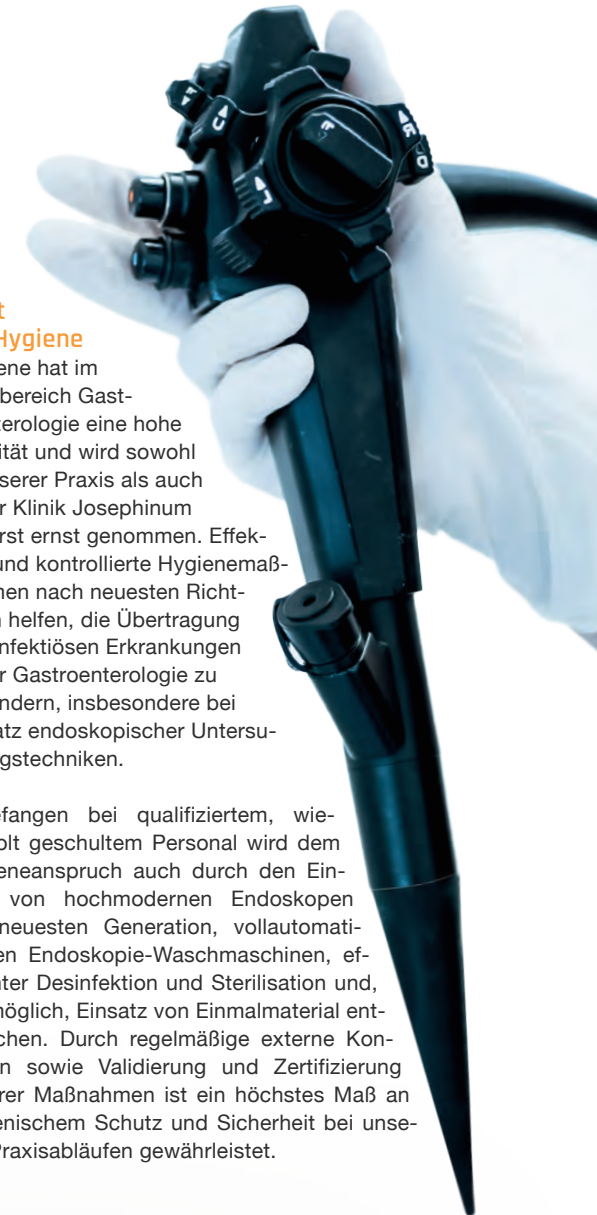 t
Hygiene
ene hat im
bereich Gast-
terologie eine hohe
ität und wird sowohl
serer Praxis als auch
r Klinik Josephinum
rst ernst genommen. Effek-
und kontrollierte Hygienemaß-
men nach neuesten Richt-
n helfen, die Übertragung
nfektiösen Erkrankungen
r Gastroenterologie zu
ndern, insbesondere bei
atz endoskopischer Untersu-
gstechniken.
efangen bei qualifiziertem, wie-
olt geschultem Personal wird dem
eneanspruch auch durch den Ein-
von hochmodernen Endoskopen
neuesten Generation, vollautomati-
en Endoskopie-Waschmaschinen, ef-
nter Desinfektion und Sterilisation und,
möglich, Einsatz von Einmalmaterial ent-
chen. Durch regelmäßige externe Kon-
n sowie Validierung und Zertifizierung
rer Maßnahmen ist ein höchstes Maß an
enischem Schutz und Sicherheit bei unse-
Praxisabläufen gewährleistet.
F
U
R
D
L